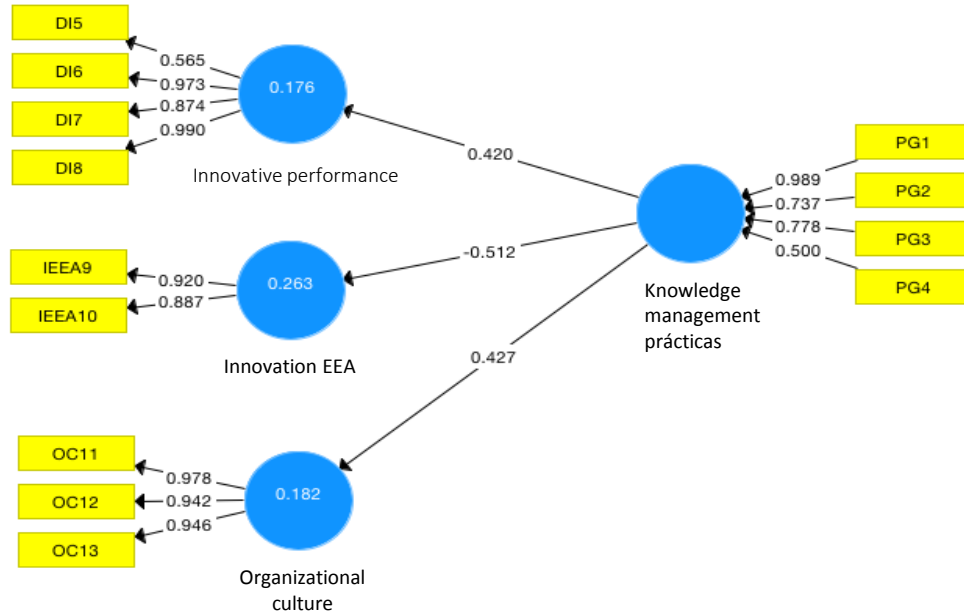 DI5
DI6
DI7
DI8
0.565
0.973
0.874
0.990
0.176
Innovative performance
0.420
PG1
PG2
PG3
PG4
0.989
0.737
0.778
0.500
Knowledge
management
prácticas
IEEA9
IEEA10
0.920
0.887
0.263
Innovation EEA
-0.512
0.427
OC11
OC12
OC13
0.978
0.942
0.946
0.182
Organizational
culture